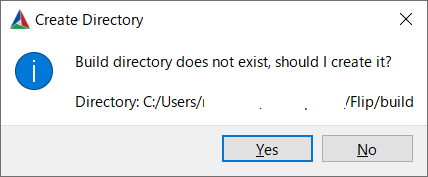 Create Directory
Build directory does not exist, should I create it?
Directory: C:/Users/ /Flip/build
Yes
No